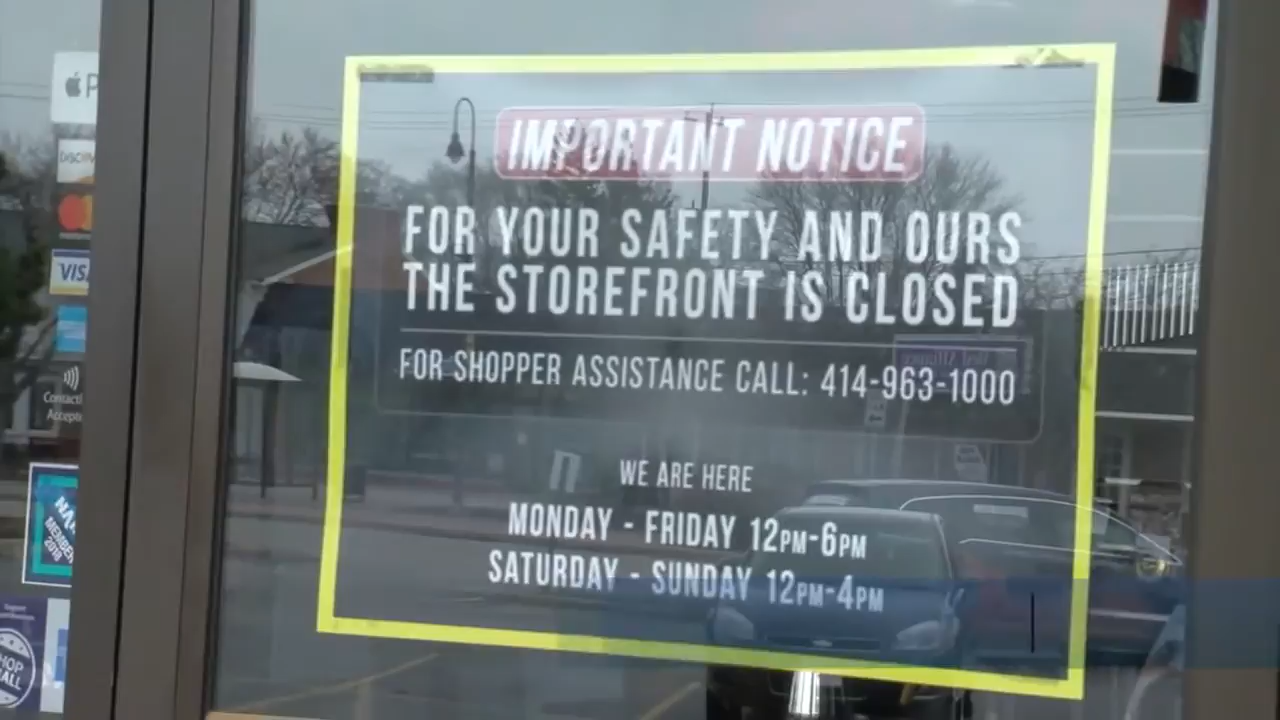 IMPORTANT NOTICE
FOR YOUR SAFETY AND OURS
THE STOREFRONT IS CLOSED
FOR SHOPPER ASSISTANCE CALL: 414-963-1000
WE ARE HERE
MONDAY - FRIDAY 12PM-6PM
SATURDAY - SUNDAY 12PM-4PM
VISA